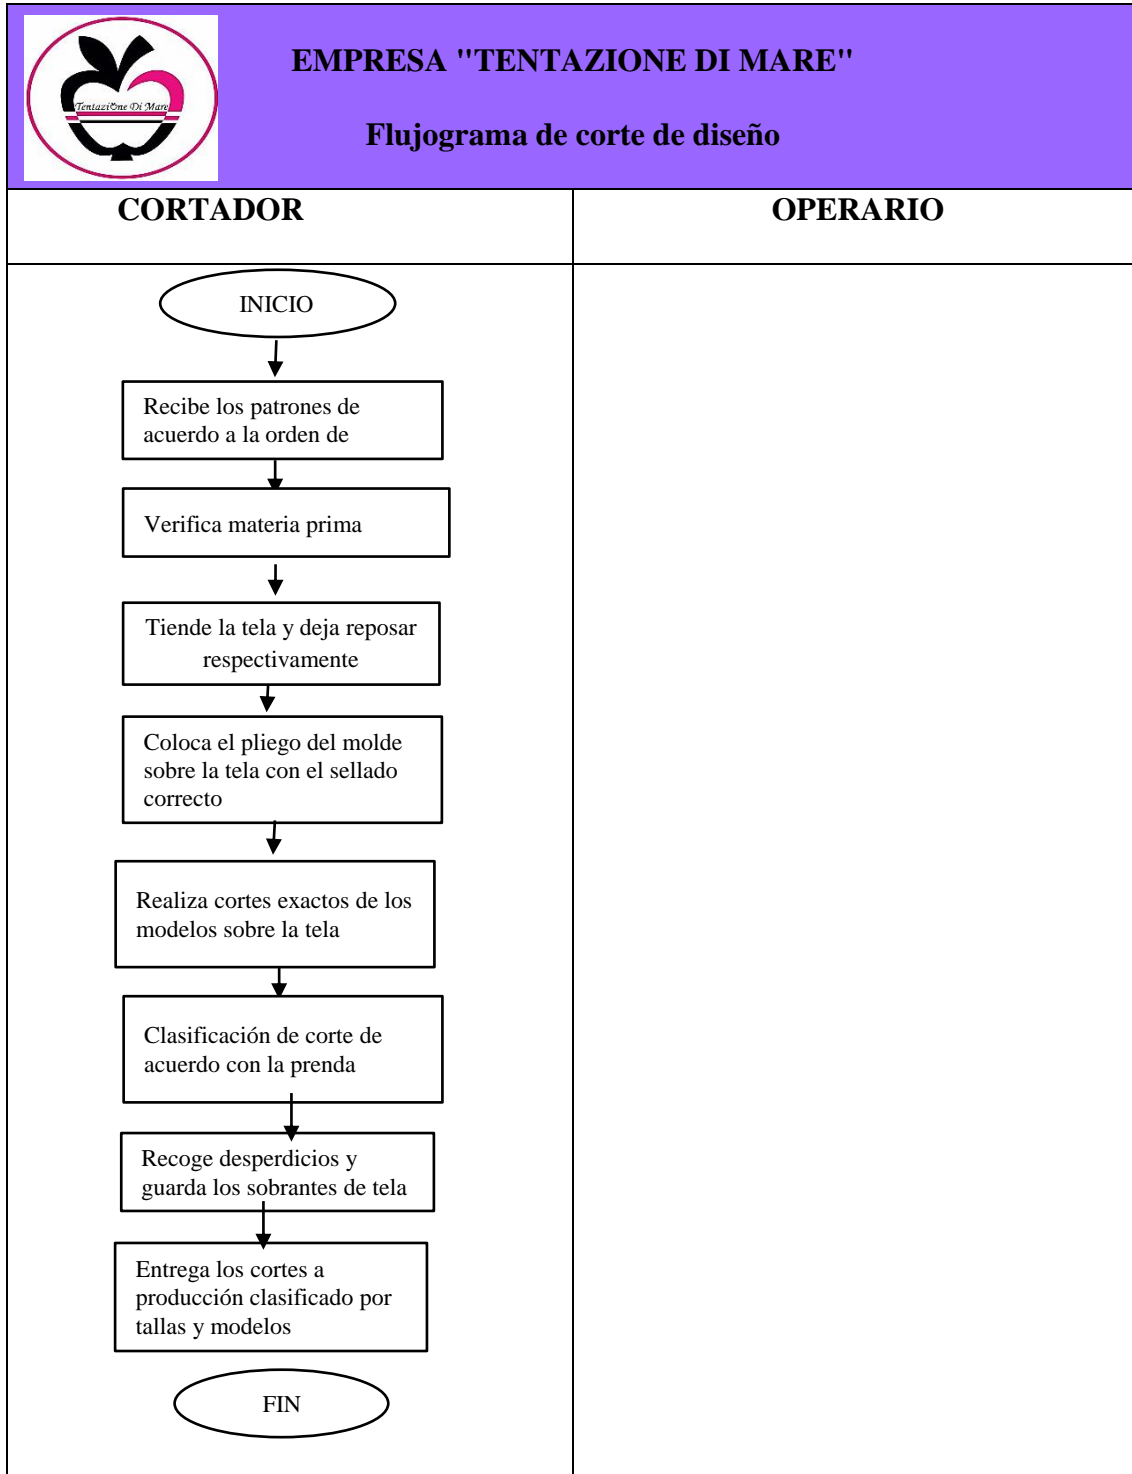 Tentazione Di Mare
EMPRESA "TENTAZIONE DI MARE"
Flujograma de corte de diseño
CORTADOR
OPERARIO
INICIO
Recibe los patrones de
acuerdo a la orden de
Verifica materia prima
Tiende la tela y deja reposar
respectivamente
Coloca el pliego del molde
sobre la tela con el sellado
correcto
Realiza cortes exactos de los
modelos sobre la tela
Clasificación de corte de
acuerdo con la prenda
Recoge desperdicios y
guarda los sobrantes de tela
Entrega los cortes a
producción clasificado por
tallas y modelos
FIN